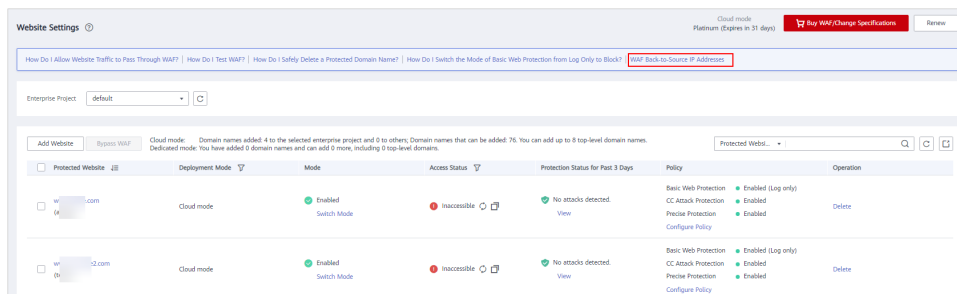 Website Settings
Cloud mode
Platinum (Expires in 31 days)
Buy WAF/Change Specifications
Renew
How Do I Allow Website Traffic to Pass Through WAF? | How Do I Test WAF? | How Do I Safely Delete a Protected Domain Name? | How Do I Switch the Mode of Basic Web Protection from Log Only to Block? | WAF Back-to-Source IP Addresses
Enterprise Project default
Add Website Bypass WAF
Cloud mode: Domain names added: 4 to the selected enterprise project and 0 to others; Domain names that can be added: 76. You can add up to 8 top-level domain names.
Dedicated mode: You have added 0 domain names and can add 0 more, including 0 top-level domains.
Protected Websi...
Protected Website Deployment Mode Mode Access Status Protection Status for Past 3 Days Policy Operation
.com
Cloud mode
Enabled
Switch Mode
Inaccessible
No attacks detected.
View
Basic Web Protection Enabled (Log only)
CC Attack Protection Enabled
Precise Protection Enabled
Configure Policy
Delete
2.com
Cloud mode
Enabled
Switch Mode
Inaccessible
No attacks detected.
View
Basic Web Protection Enabled (Log only)
CC Attack Protection Enabled
Precise Protection Enabled
Configure Policy
Delete